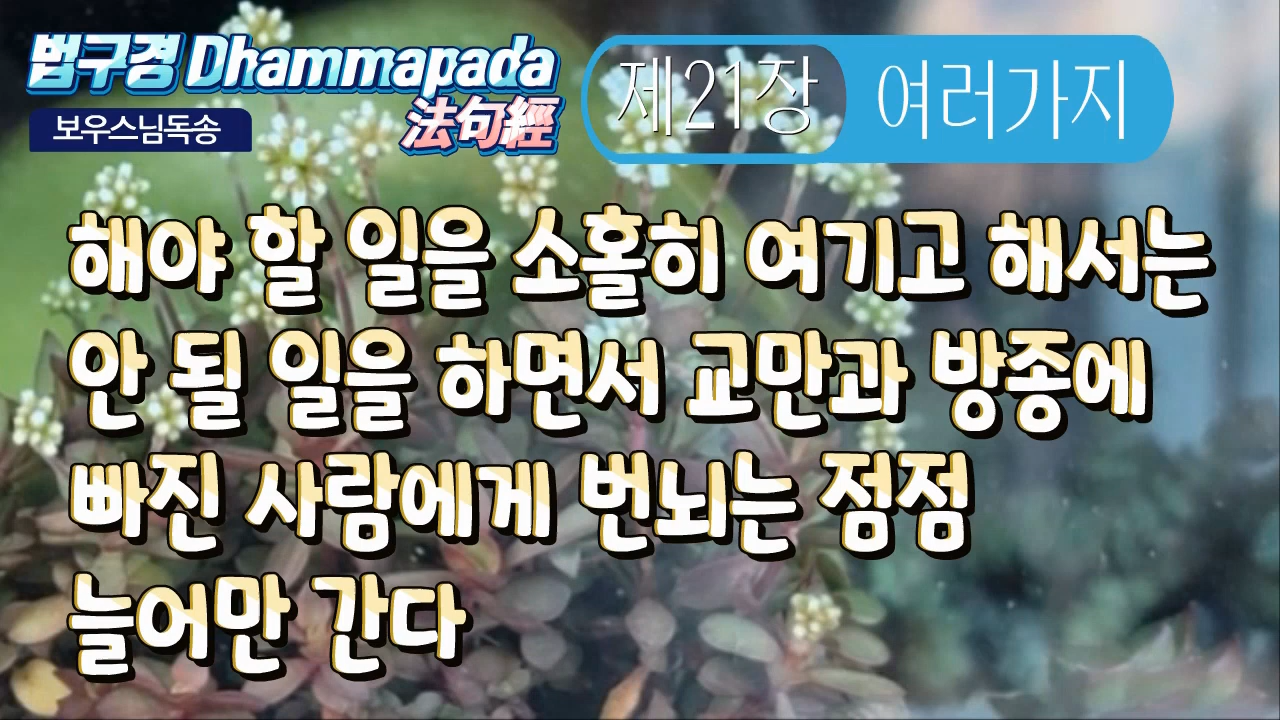 법구경 Dhammapada
法句經
보우스님독송
제21장 여러가지
해야 할 일을 소홀히 여기고 해서는
안 될 일을 하면서 교만과 방종에
빠진 사람에게 번뇌는 점점
늘어만 간다